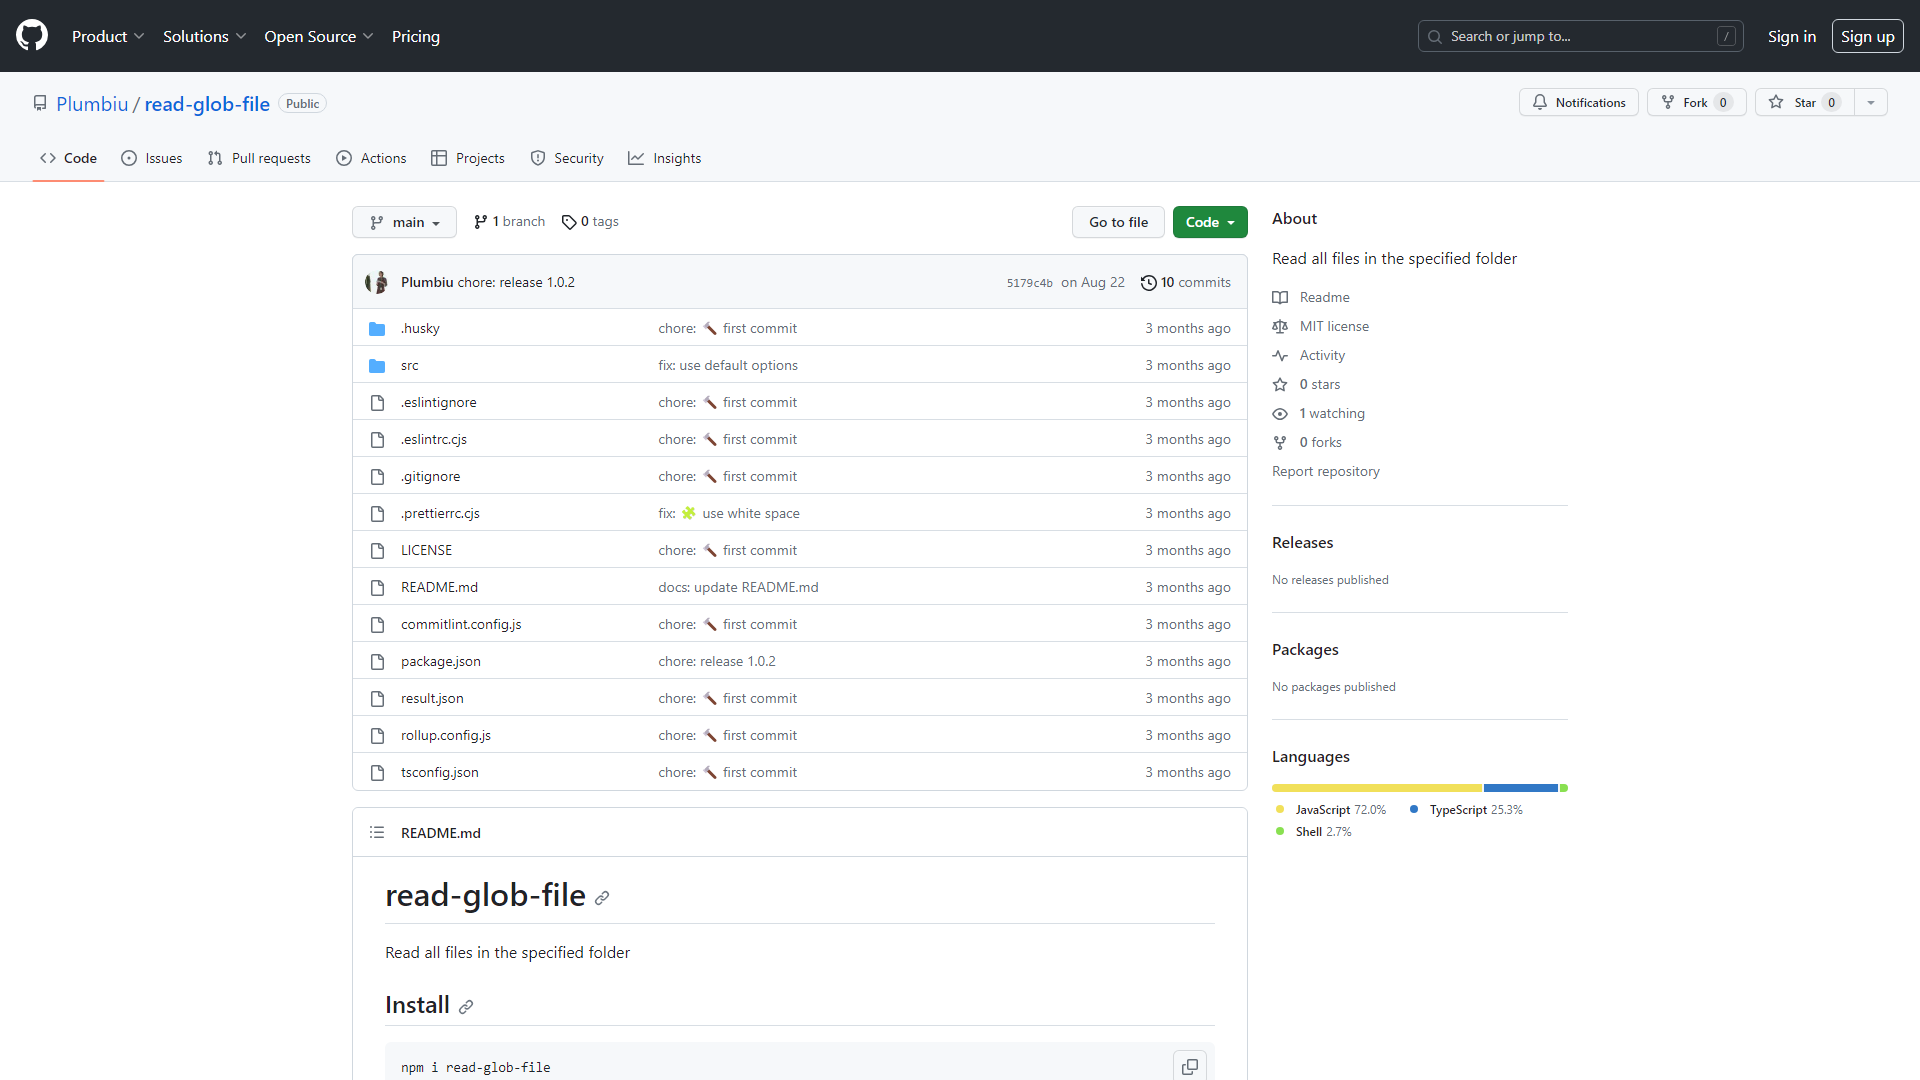 Product Solutions Open Source Pricing Search or jump to... / Sign in Sign up
Plumbiu / read-glob-file Public Notifications Fork 0 Star 0
Code Issues Pull requests Actions Projects Security Insights
main 1 branch 0 tags Go to file Code
Plumbiu chore: release 1.0.2 5179c4b on Aug 22 10 commits
.husky chore: 🔨 first commit 3 months ago
src fix: use default options 3 months ago
.eslintignore chore: 🔨 first commit 3 months ago
.eslintrc.cjs chore: 🔨 first commit 3 months ago
.gitignore chore: 🔨 first commit 3 months ago
.prettierrc.cjs fix: 🧩 use white space 3 months ago
LICENSE chore: 🔨 first commit 3 months ago
README.md docs: update README.md 3 months ago
commitlint.config.js chore: 🔨 first commit 3 months ago
package.json chore: release 1.0.2 3 months ago
result.json chore: 🔨 first commit 3 months ago
rollup.config.js chore: 🔨 first commit 3 months ago
tsconfig.json chore: 🔨 first commit 3 months ago
README.md
read-glob-file
Read all files in the specified folder
Install
npm i read-glob-file
About
Read all files in the specified folder
Readme
MIT license
Activity
0 stars
1 watching
0 forks
Report repository
Releases
No releases published
Packages
No packages published
Languages
JavaScript 72.0% TypeScript 25.3%
Shell 2.7%